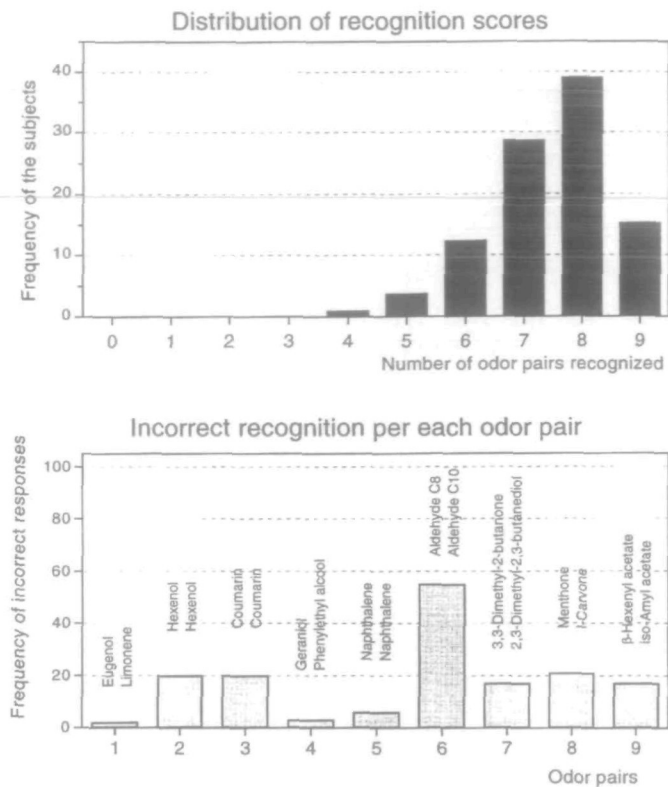 Distribution of recognition scores
Frequency of the subjects
40
30
20
10
0
0 1 2 3 4 5 6 7 8 9
Number of odor pairs recognized
Incorrect recognition per each odor pair
Frequency of incorrect responses
100
80
60
40
20
0
Eugenol
Limonene
Hexenol
Hexenol
Coumarin
Coumarin
Geraniol
Phenylethyl alcool
Naphthalene
Naphthalene
Aldehyde C8
Aldehyde C10
3,3-Dimethyl-2-butanone
2,3-Dimethyl-2,3-butanediol
Menthone
l-Carvone
β-Hexenyl acetate
iso-Amyl acetate
1 2 3 4 5 6 7 8 9
Odor pairs